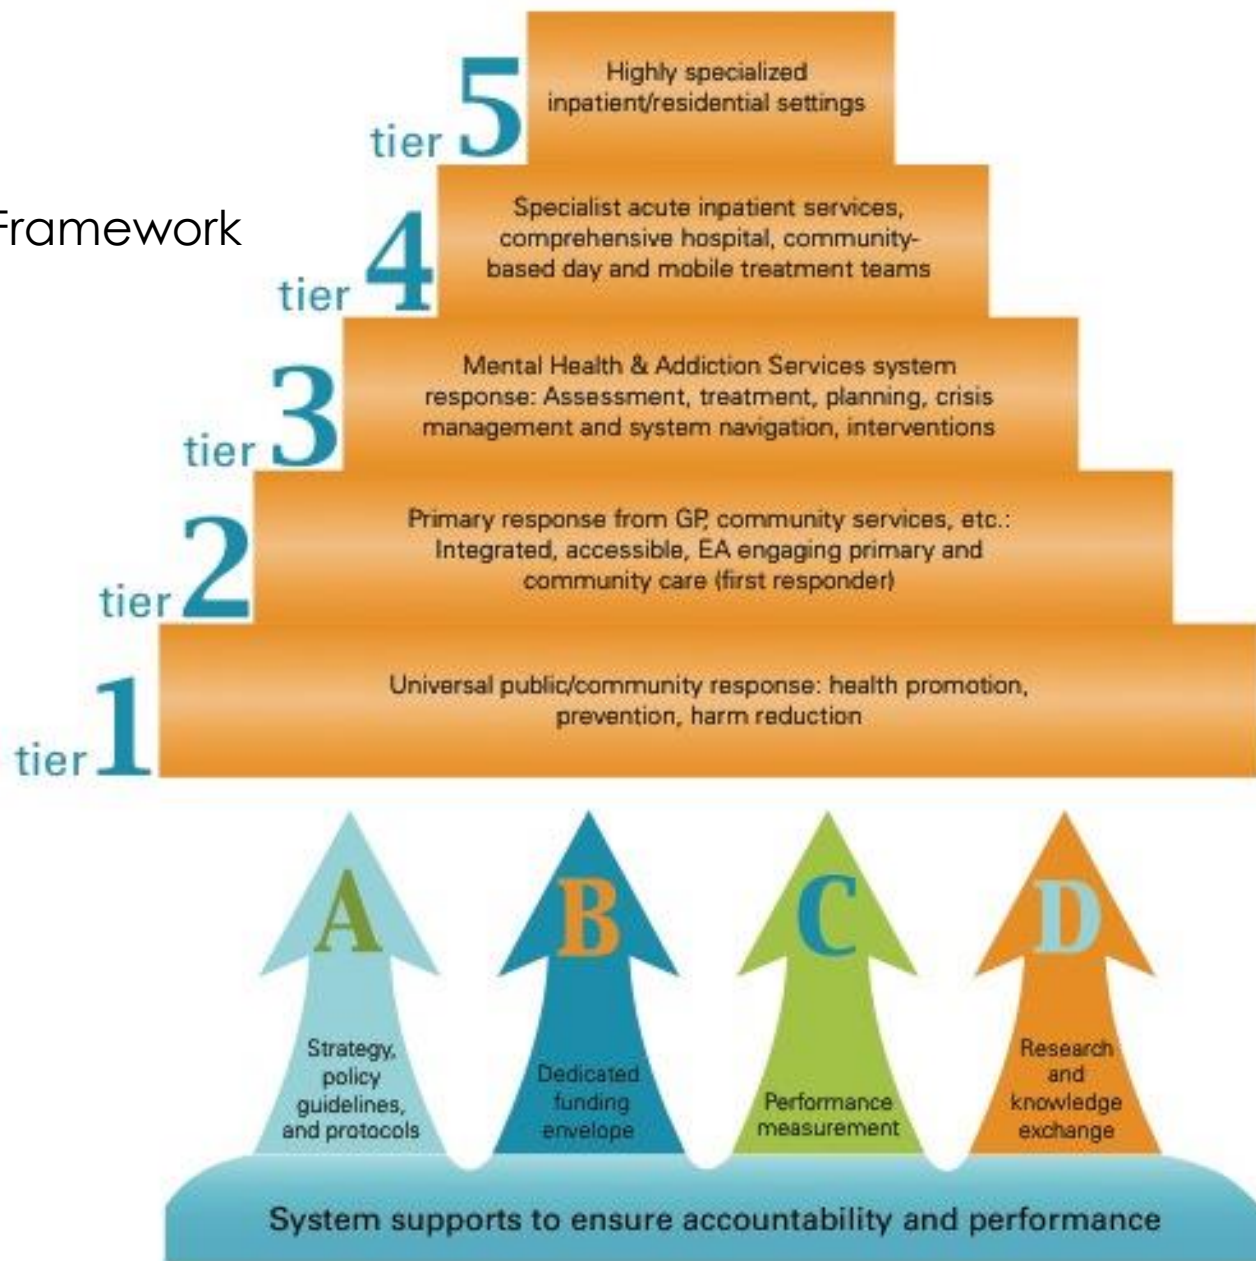 Framework
tier 5
Highly specialized
inpatient/residential settings
tier 4
Specialist acute inpatient services,
comprehensive hospital, community-
based day and mobile treatment teams
tier 3
Mental Health & Addiction Services system
response: Assessment, treatment, planning, crisis
management and system navigation, interventions
tier 2
Primary response from GP, community services, etc.:
Integrated, accessible, EA engaging primary and
community care (first responder)
tier 1
Universal public/community response: health promotion,
prevention, harm reduction
A
Strategy,
policy
guidelines,
and protocols
B
Dedicated
funding
envelope
C
Performance
measurement
D
Research
and
knowledge
exchange
System supports to ensure accountability and performance